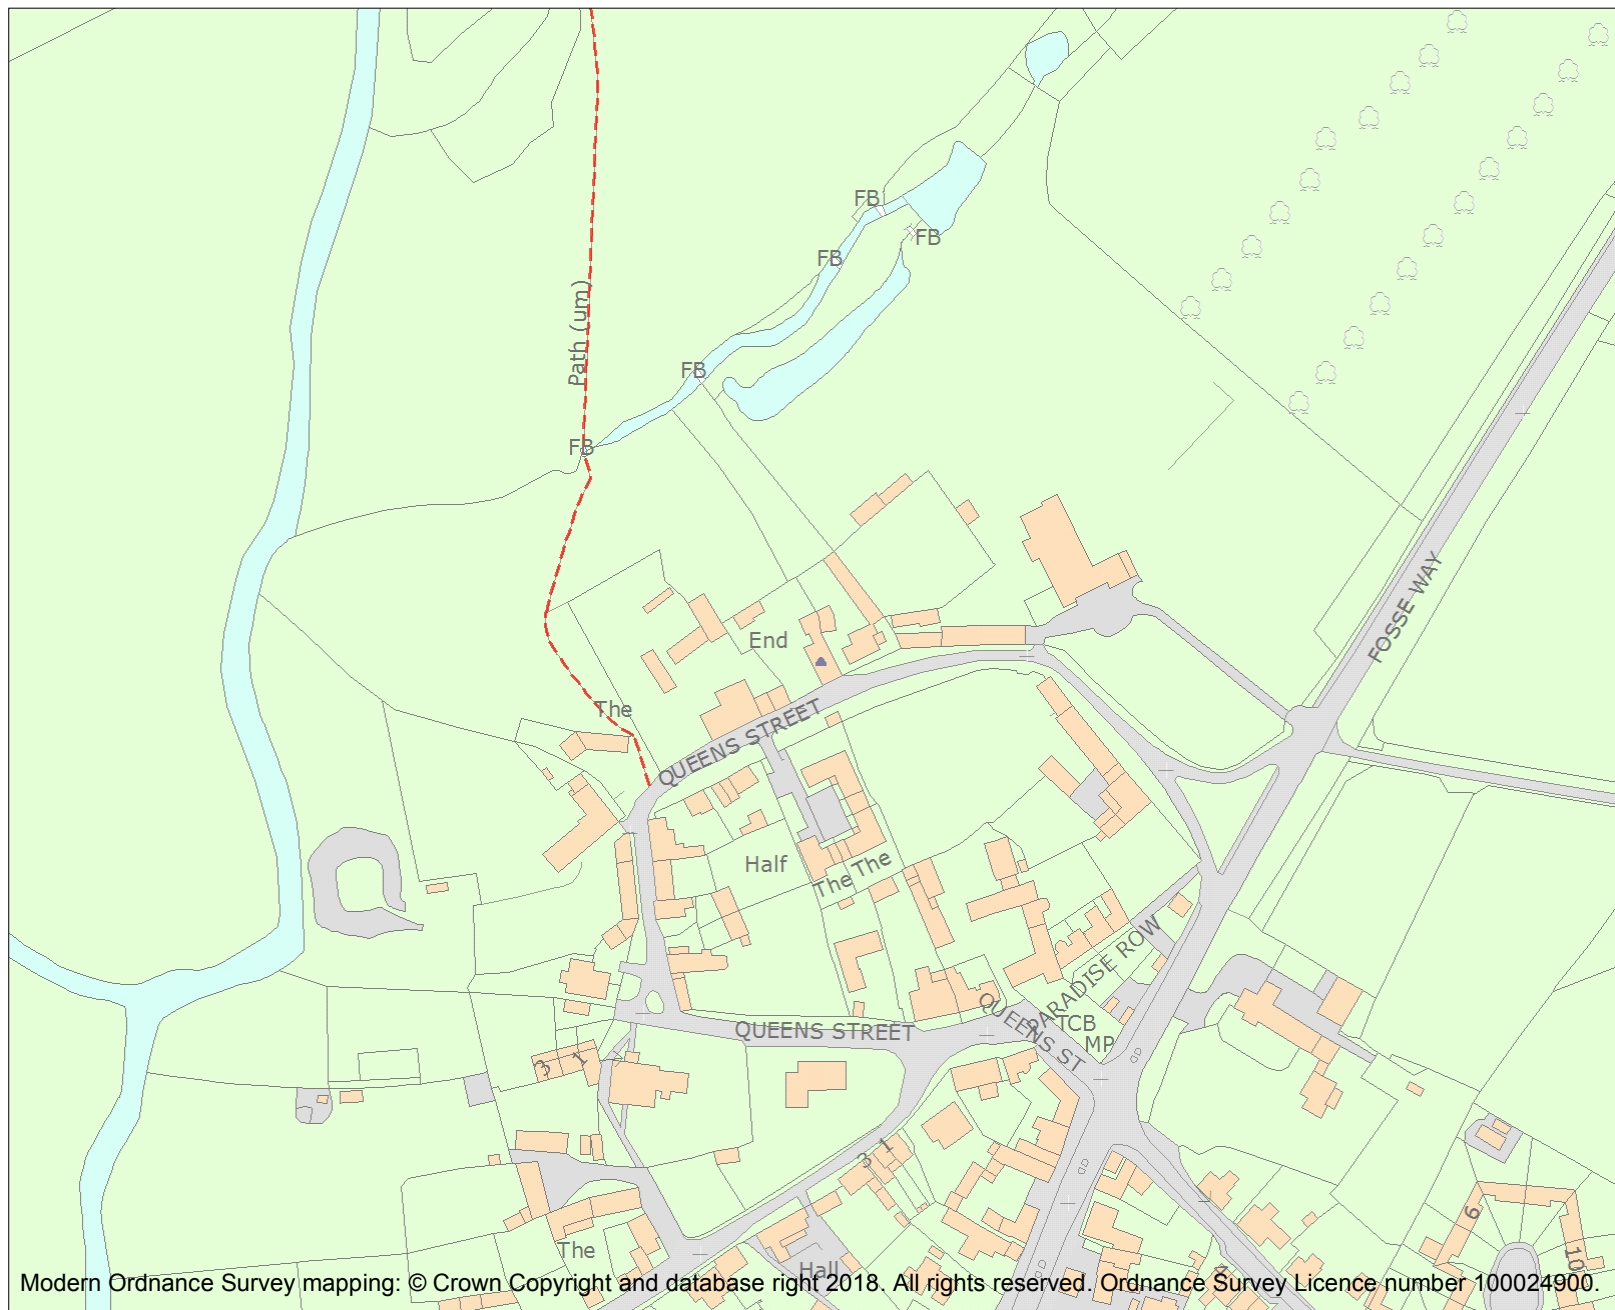 FB
FB
FB
Path (um)
FB
FB
FOSSE WAY
End
The
QUEENS STREET
Half
The
The
PARADISE ROW
QUEENS ST
TCB
MP
QUEENS STREET
3
1
3
1
6
10
The
Hall
4
Modern Ordnance Survey mapping: © Crown Copyright and database right 2018. All rights reserved. Ordnance Survey Licence number 100024900.